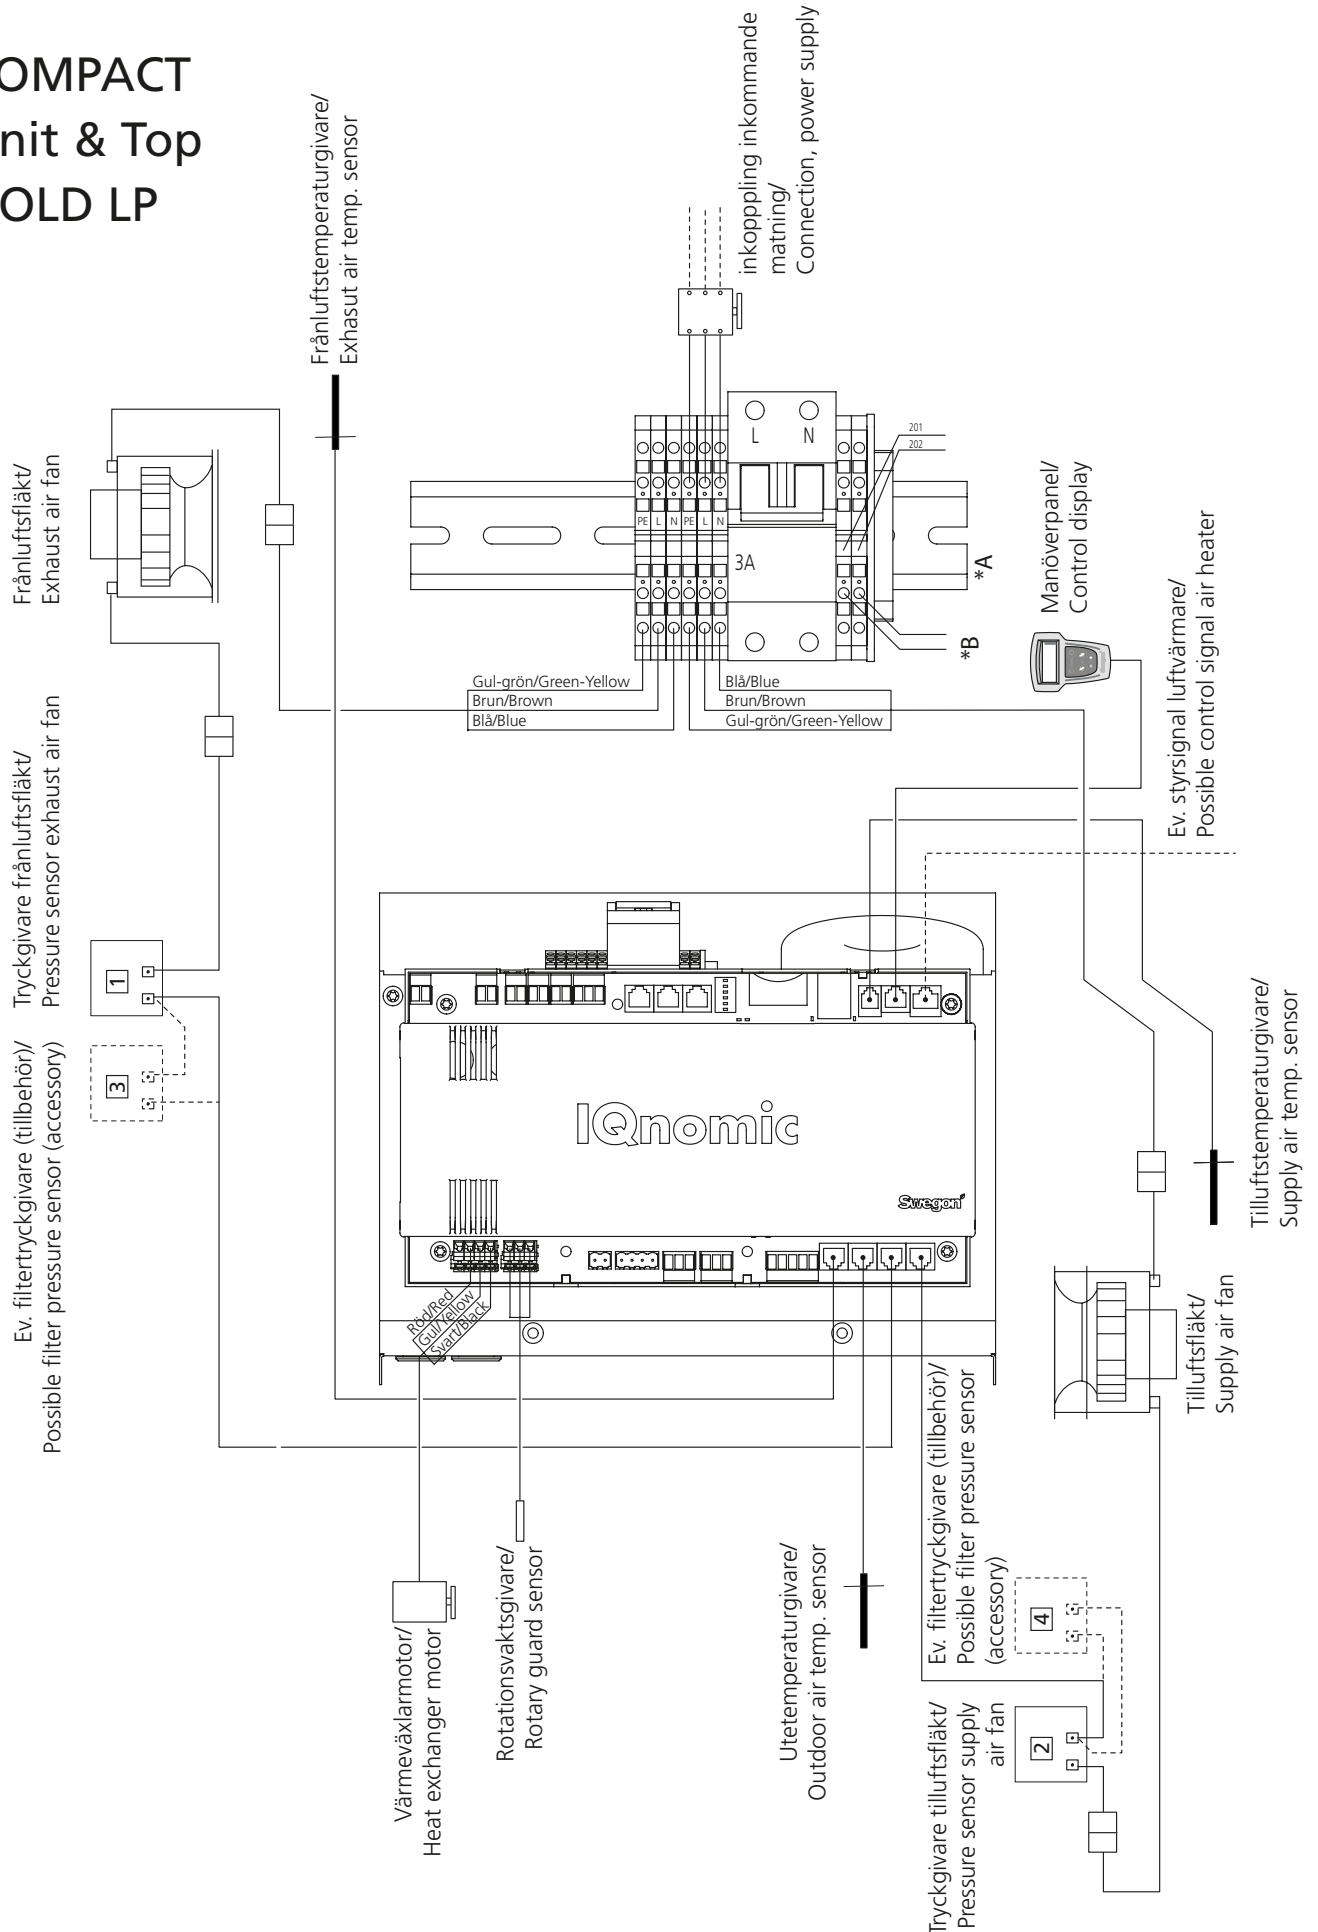 OMPACT
nit & Top
OLD LP
Frånluftsfläkt/
Exhaust air fan
Frånluftstemperaturgivare/
Exhasut air temp. sensor
inkopppling inkommande
matning/
Connection, power supply
Tryckgivare frånluftsfläkt/
Pressure sensor exhaust air fan
1
Ev. filtertryckgivare (tillbehör)/
Possible filter pressure sensor (accessory)
3
L
N
PE
L
N
PE
L
N
3A
201
202
*A
*B
Gul-grön/Green-Yellow
Brun/Brown
Blå/Blue
Blå/Blue
Brun/Brown
Gul-grön/Green-Yellow
Manöverpanel/
Control display
Ev. styrsignal luftvärmare/
Possible control signal air heater
IQnomic
Swegon
Röd/Red
Gul/Yellow
Svart/Black
Tilluftstemperaturgivare/
Supply air temp. sensor
Tilluftsfläkt/
Supply air fan
Värmeväxlarmotor/
Heat exchanger motor
Rotationsvaktsgivare/
Rotary guard sensor
Utetemperaturgivare/
Outdoor air temp. sensor
Ev. filtertryckgivare (tillbehör)/
Possible filter pressure sensor
(accessory)
4
Tryckgivare tilluftsfläkt/
Pressure sensor supply
air fan
2